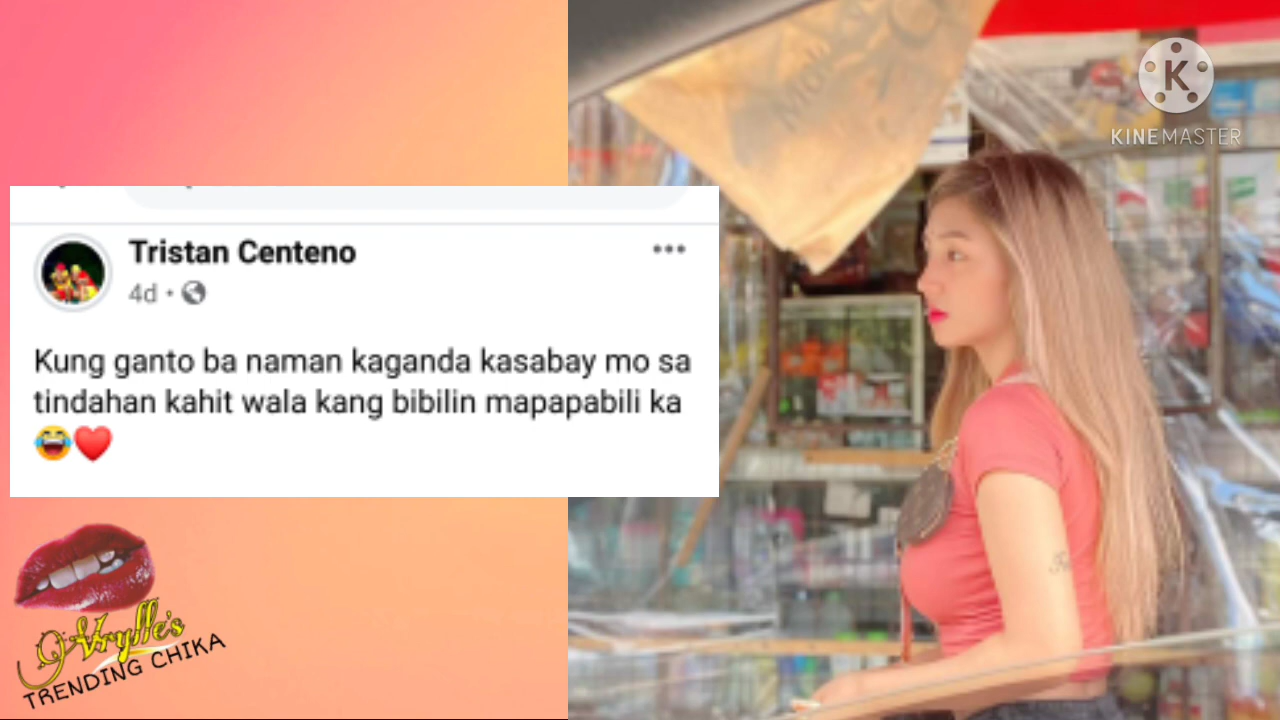 KINEMASTER
Tristan Centeno
4d
Kung ganto ba naman kaganda kasabay mo sa
tindahan kahit wala kang bibilin mapapabili ka
😂❤️
TRENDING CHIKA